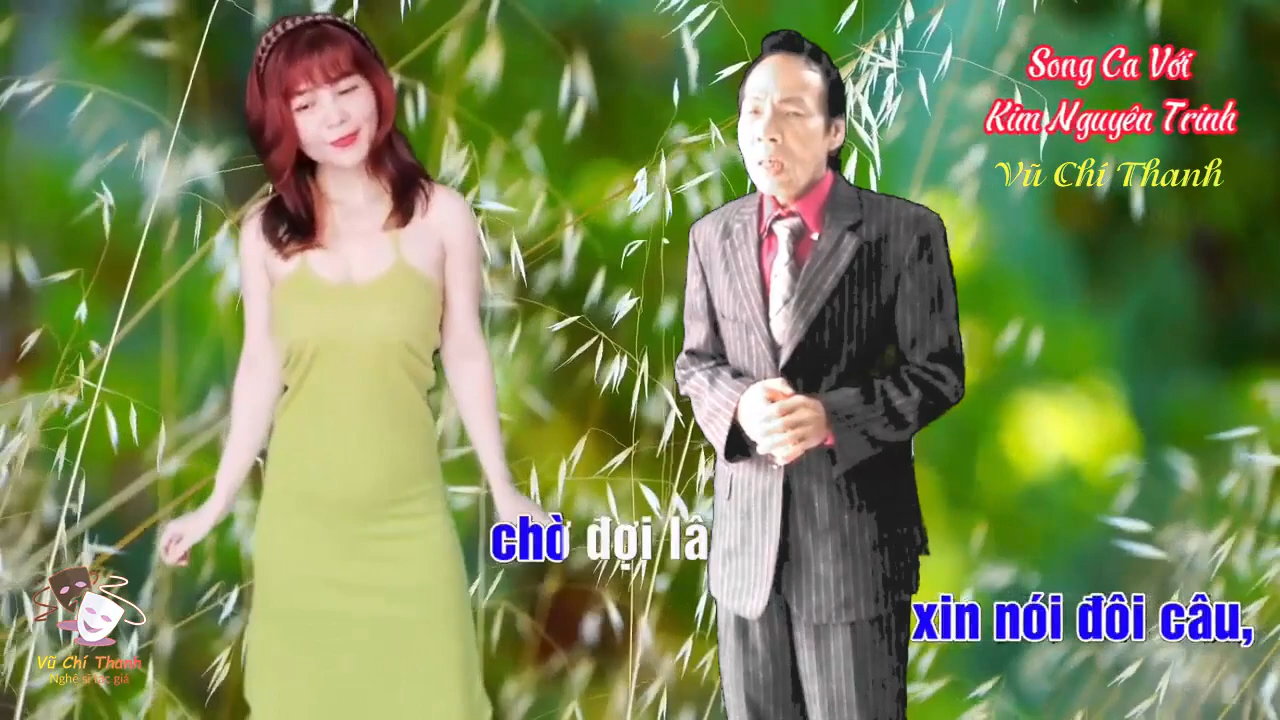 Song Ca Với
Kim Nguyên Trinh
Vũ Chí Thanh
chờ đợi lâ
xin nói đôi câu,
Vũ Chí Thanh
Nghệ sĩ tác giả